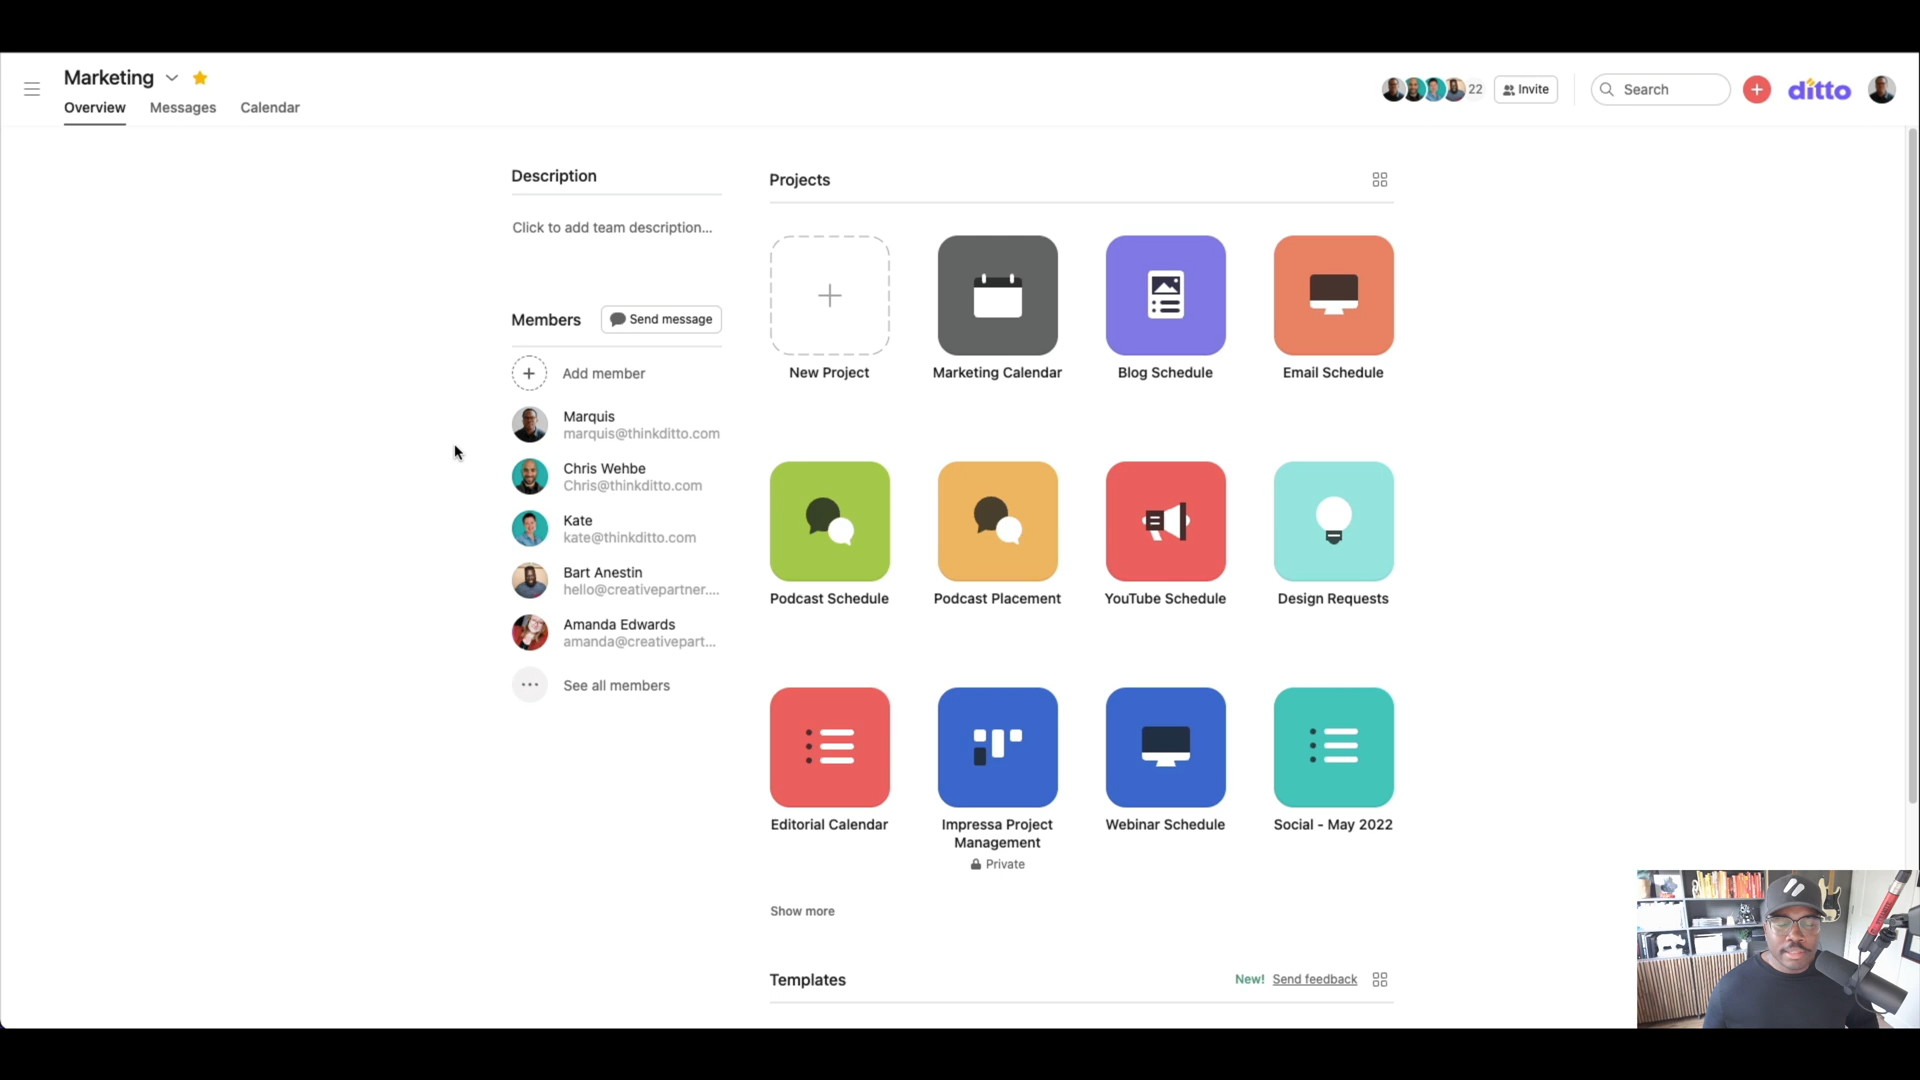 Marketing
Overview Messages Calendar
22
Invite
Search
ditto
Description
Click to add team description...
Members
Send message
Add member
Marquis
marquis@thinkditto.com
Chris Wehbe
Chris@thinkditto.com
Kate
kate@thinkditto.com
Bart Anestin
hello@creativepartner....
Amanda Edwards
amanda@creativepart...
See all members
Projects
New Project
Marketing Calendar
Blog Schedule
Email Schedule
Podcast Schedule
Podcast Placement
YouTube Schedule
Design Requests
Editorial Calendar
Impressa Project
Management
Private
Webinar Schedule
Social - May 2022
Show more
Templates
New! Send feedback